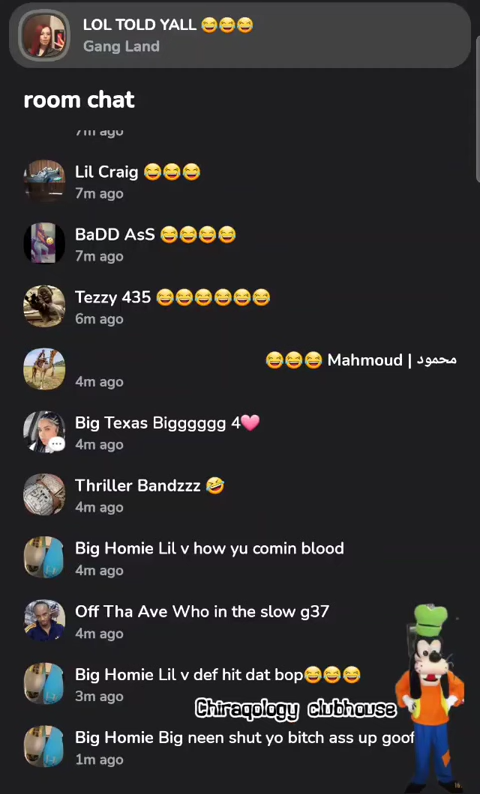 LOL TOLD YALL 😂😂😂
Gang Land
room chat
7m ago
Lil Craig 😂😂😂
7m ago
BaDD AsS 😂😂😂😂
7m ago
Tezzy 435 😂😂😂😂😂😂
6m ago
😂😂😂 Mahmoud | محمود
4m ago
Big Texas Bigggggg 4🩷
4m ago
Thriller Bandzzz 🤣
4m ago
Big Homie Lil v how yu comin blood
4m ago
Off Tha Ave Who in the slow g37
4m ago
Big Homie Lil v def hit dat bop😂😂😂
3m ago
Chiraqology clubhouse
Big Homie Big neen shut yo bitch ass up goof
1m ago